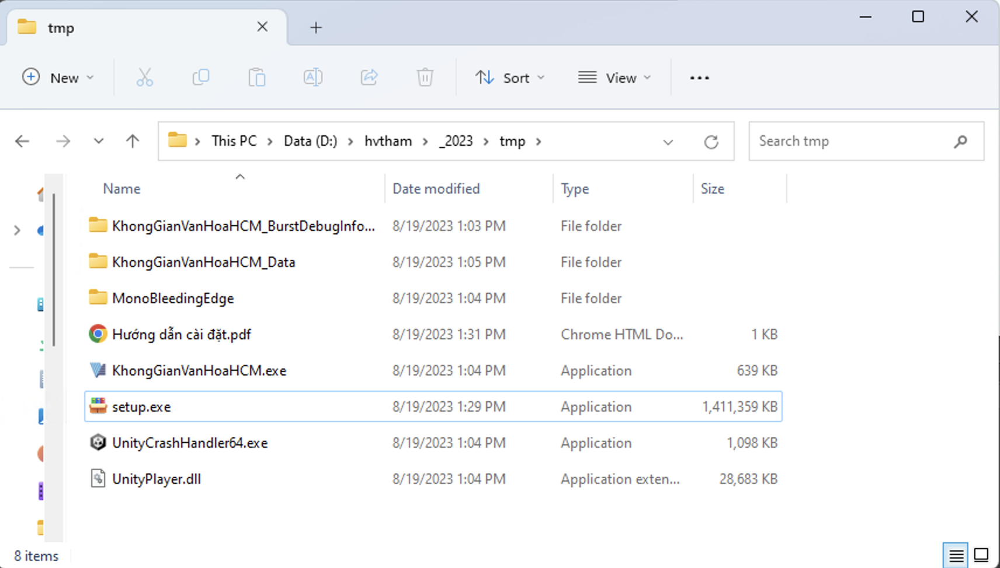 tmp
New
Sort
View
This PC > Data (D:) > hvtham > _2023 > tmp >
Search tmp
Name Date modified Type Size
KhongGianVanHoaHCM_BurstDebugInfo... 8/19/2023 1:03 PM File folder
KhongGianVanHoaHCM_Data 8/19/2023 1:05 PM File folder
MonoBleedingEdge 8/19/2023 1:04 PM File folder
Hướng dẫn cài đặt.pdf 8/19/2023 1:31 PM Chrome HTML Do... 1 KB
KhongGianVanHoaHCM.exe 8/19/2023 1:04 PM Application 639 KB
setup.exe 8/19/2023 1:29 PM Application 1,411,359 KB
UnityCrashHandler64.exe 8/19/2023 1:04 PM Application 1,098 KB
UnityPlayer.dll 8/19/2023 1:04 PM Application exten... 28,683 KB
8 items